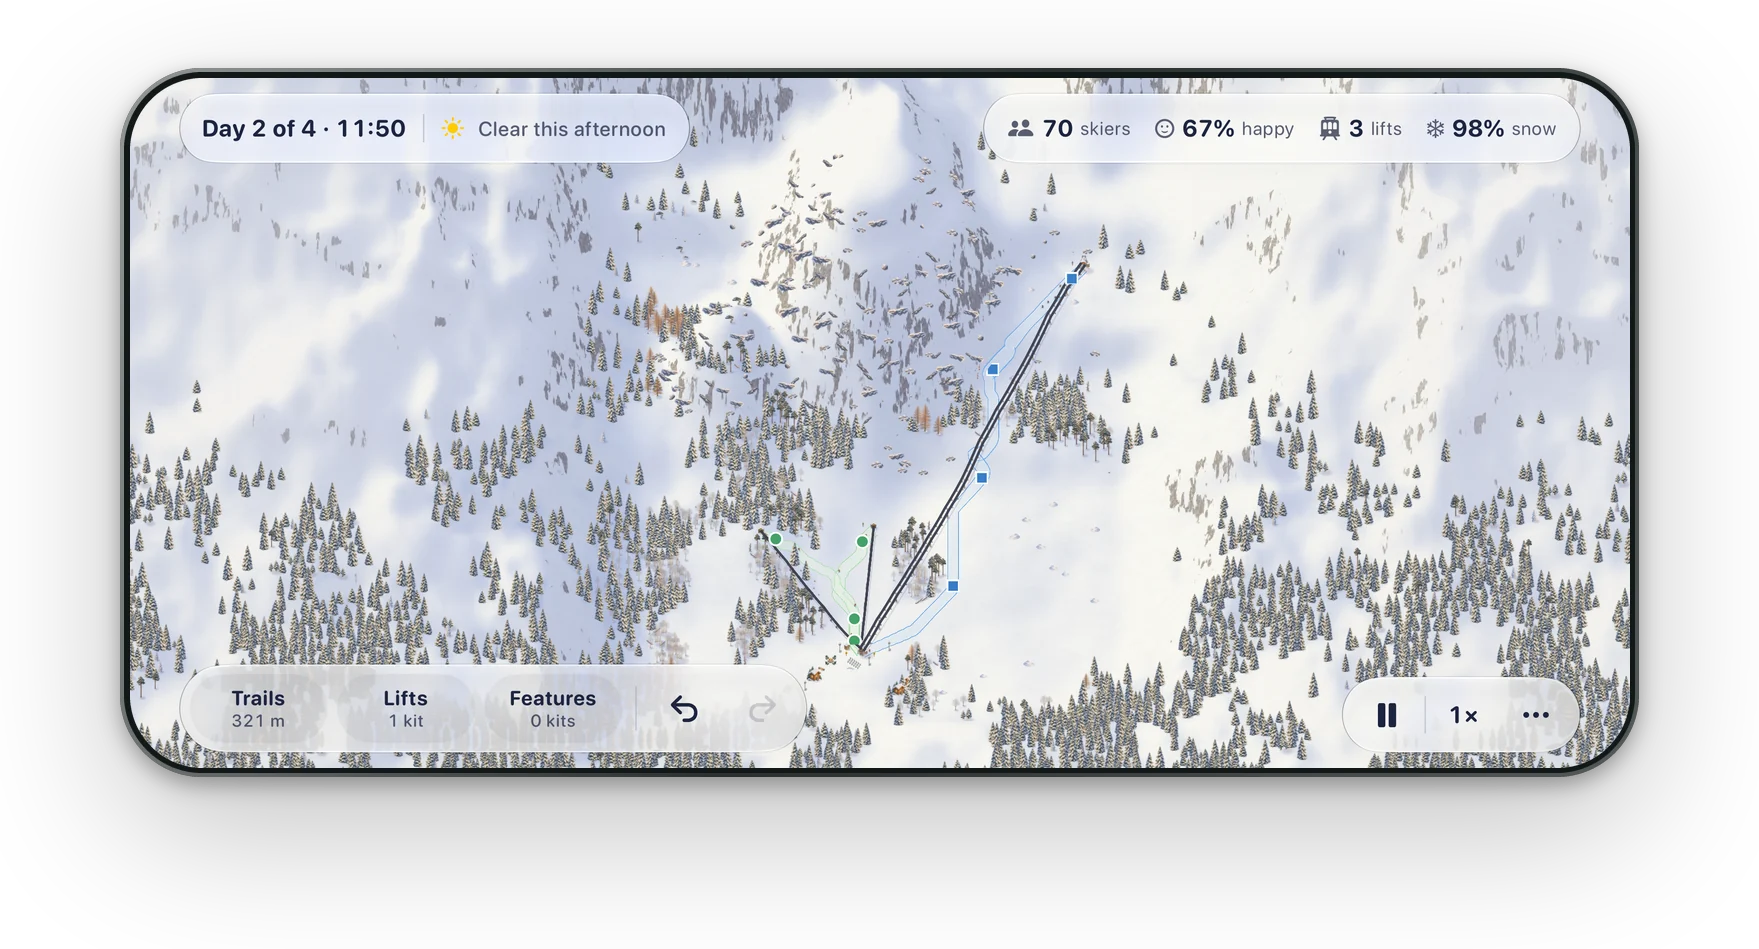 Day 2 of 4 · 11:50
Clear this afternoon
70 skiers
67% happy
3 lifts
98% snow
Trails
321 m
Lifts
1 kit
Features
0 kits
1×